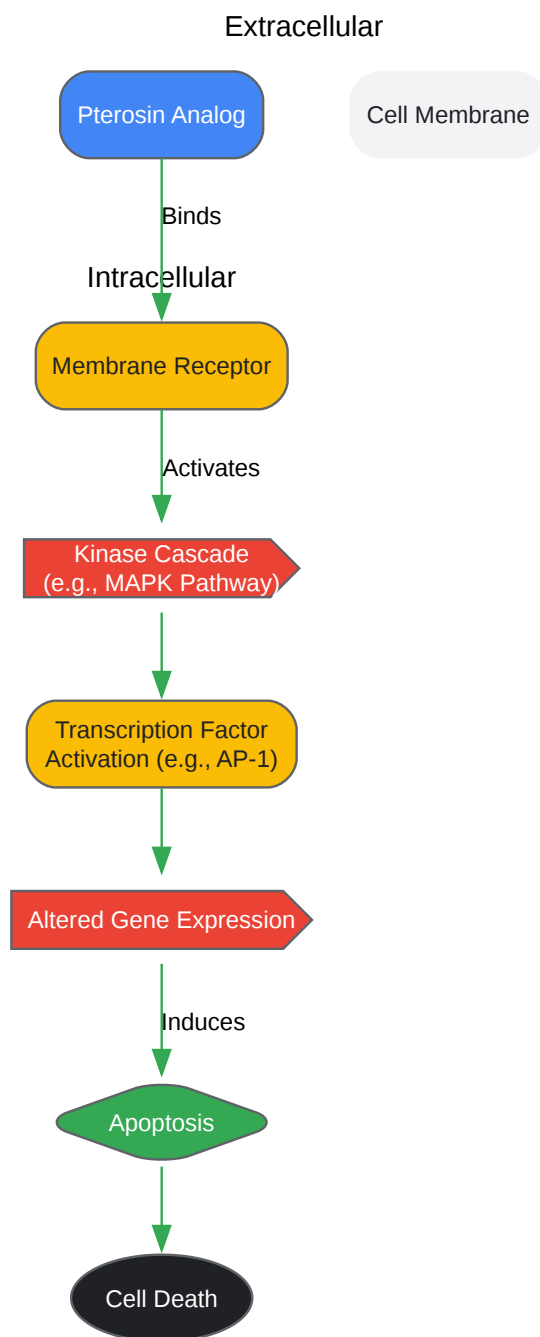 Extracellular
Pterosin Analog
Cell Membrane
Binds
Intracellular
Membrane Receptor
Activates
Kinase Cascade
(e.g., MAPK Pathway)
Transcription Factor
Activation (e.g., AP-1)
Altered Gene Expression
Induces
Apoptosis
Cell Death